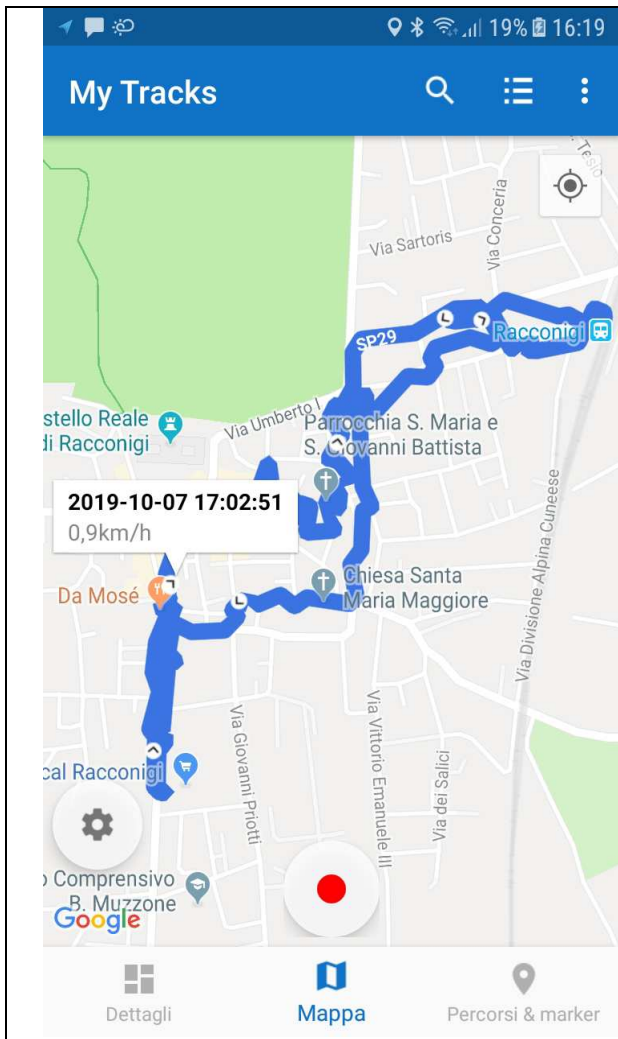 19% 16:19
My Tracks
Tesio
Via Conceria
Via Sartoris
SP29
Racconigi
Via Umberto I
stello Reale
di Racconigi
Parrocchia S. Maria e
S. Giovanni Battista
2019-10-07 17:02:51
0,9km/h
Via Divisione Alpina Cuneese
Da Mosé
Chiesa Santa
Maria Maggiore
Via Giovanni Priotti
Via Vittorio Emanuele III
Via dei Salici
cal Racconigi
o Comprensivo
B. Muzzone
Google
Dettagli
Mappa
Percorsi & marker